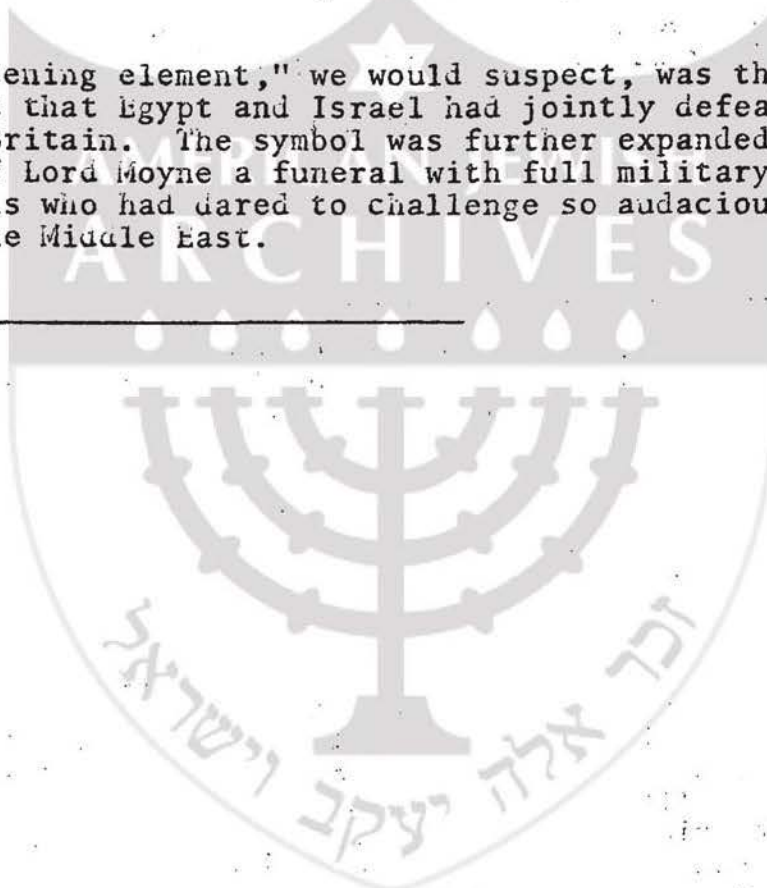 ening element," we would suspect, was th
that Egypt and Israel had jointly defea
ritain. The symbol was further expanded
Lord Moyne a funeral with full military
s who had dared to challenge so audaciou
e Middle East.
AMERICAN JEWISH
ARCHIVES
זכר אלה יעקב וישראל